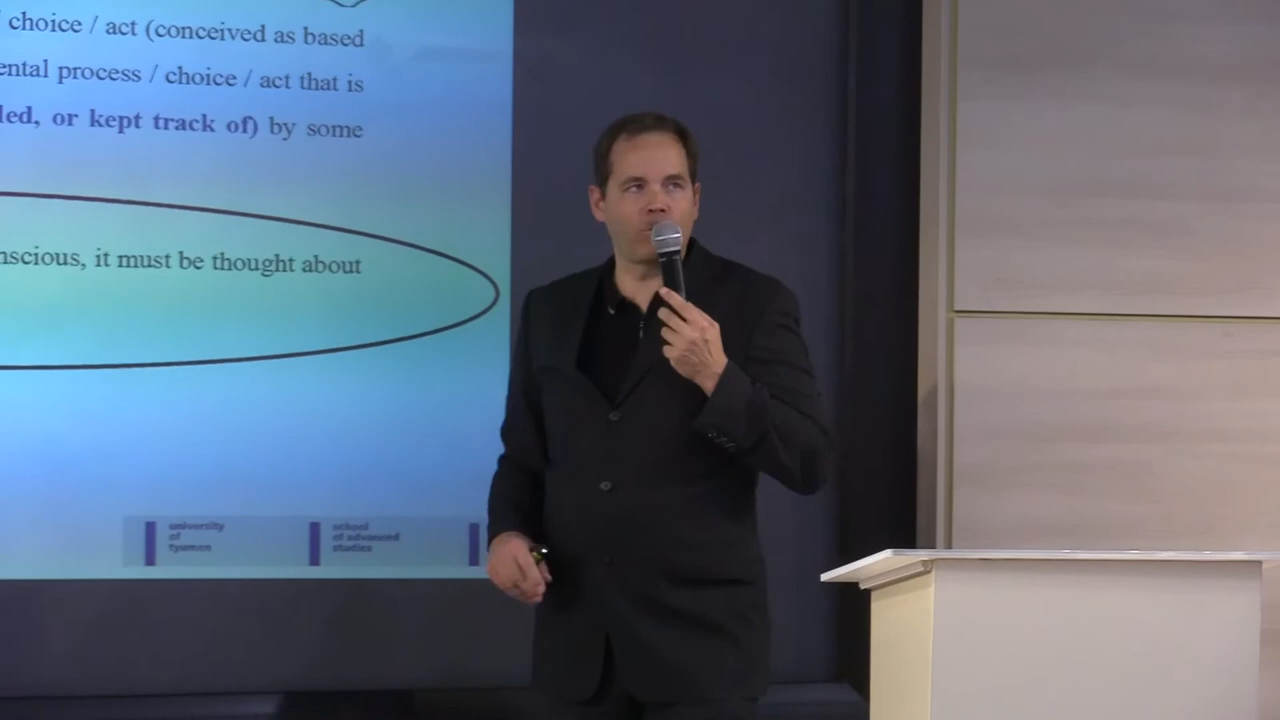 choice / act (conceived as based
ental process / choice / act that is
led, or kept track of) by some
nscious, it must be thought about
university
of
tyumen
school
of advanced
studies